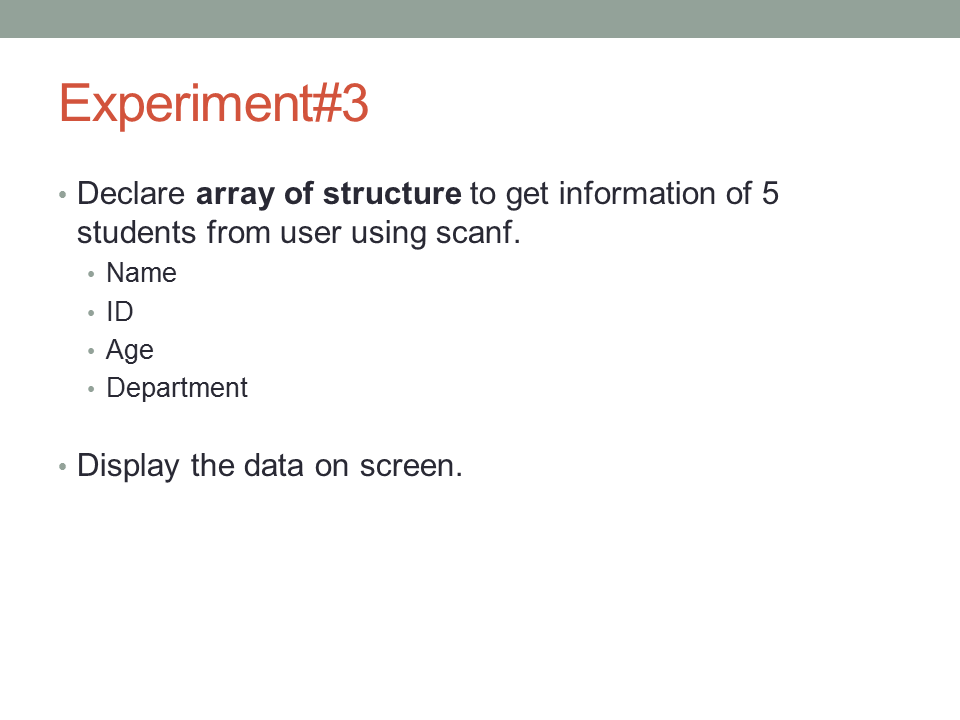 Experiment#3
• Declare array of structure to get information of 5
students from user using scanf.
• Name
• ID
• Age
• Department
• Display the data on screen.